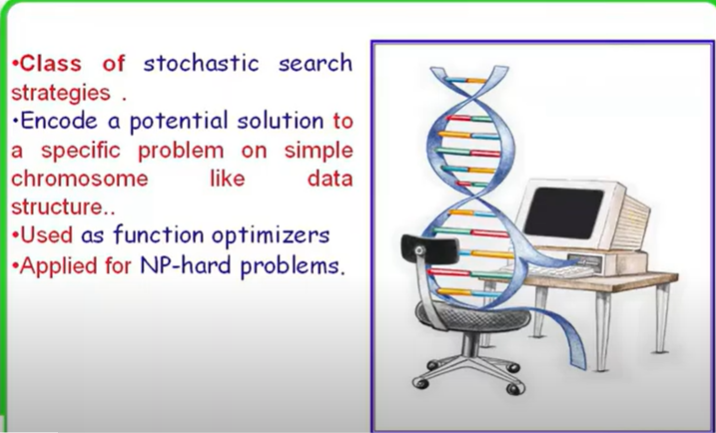 •Class of stochastic search
strategies .
•Encode a potential solution to
a specific problem on simple
chromosome like data
structure..
•Used as function optimizers
•Applied for NP-hard problems.